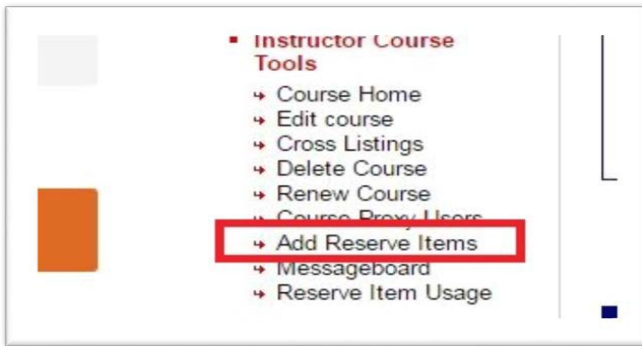 Instructor Course
Tools
Course Home
Edit course
Cross Listings
Delete Course
Renew Course
Course Proxy Users
Add Reserve Items
Messageboard
Reserve Item Usage